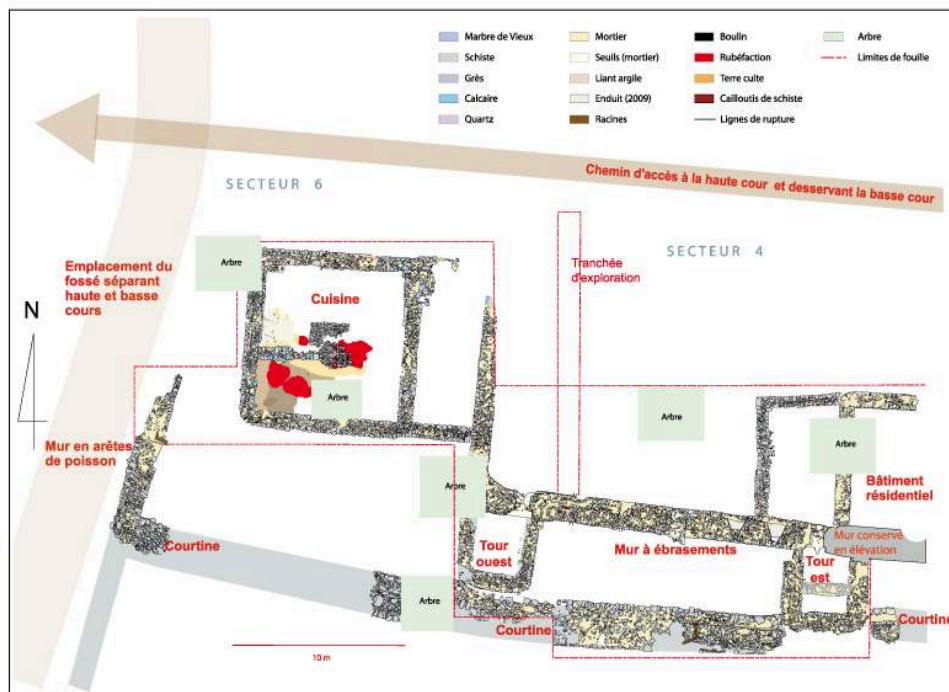 Marbre de Vieux
Schiste
Grès
Calcaire
Quartz
Mortier
Seuils (mortier)
Liant argile
Enduit (2009)
Racines
Boulin
Rubéfaction
Terre cuite
Cailloutis de schiste
Lignes de rupture
Arbre
Limites de fouille
Chemin d'accès à la haute cour et desservant la basse cour
SECTEUR 6
SECTEUR 4
Arbre
Emplacement du
fossé séparant
haute et basse
cours
Tranchée
d'exploration
Cuisine
N
Arbre
Arbre
Arbre
Mur en arêtes
de poisson
Arbre
Bâtiment
résidentiel
Courtine
Tour
ouest
Mur à ébrasements
Mur conservé
en élévation
Tour
est
Arbre
Courtine
Courtine
10 m